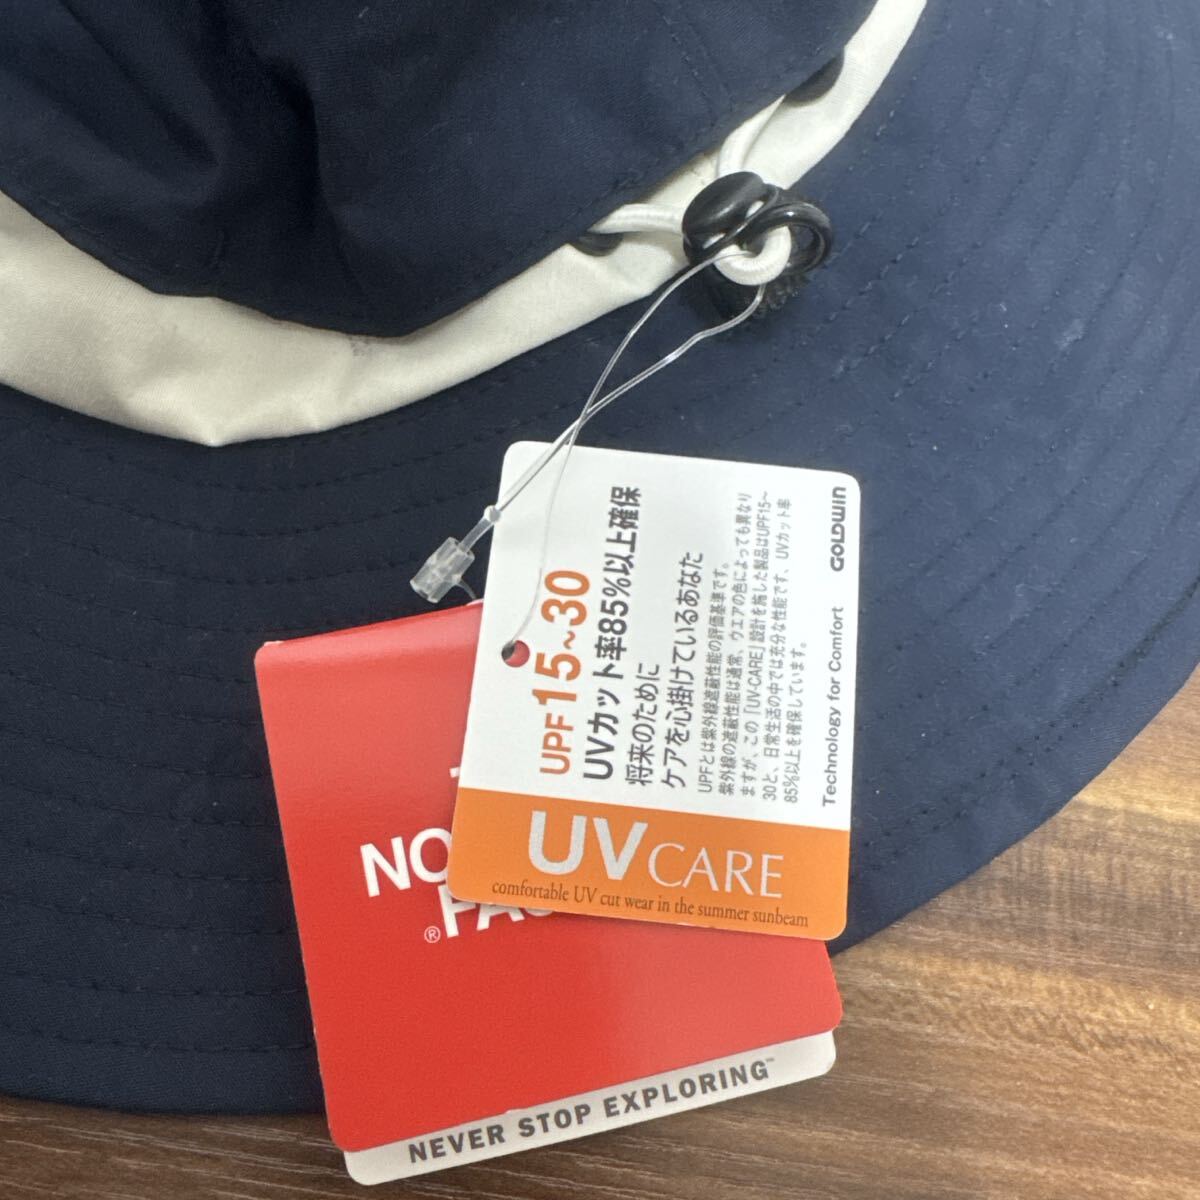 UPF 15~30
UVカット率85%以上確保
将来のために
ケアを心掛けているあなた
UPFとは紫外線遮蔽性能の評価基準です。
紫外線の遮蔽性能は通常、ウエアの色によっても異なり
ますが、この「UV-CARE」設計を施した製品はUPF15~
30と、日常生活の中では充分な性能です、UVカット率
85%以上を確保しています。
Technology for Comfort GOLDWIN
UV CARE
comfortable UV cut wear in the summer sunbeam
NO
FA
®
NEVER STOP EXPLORING™